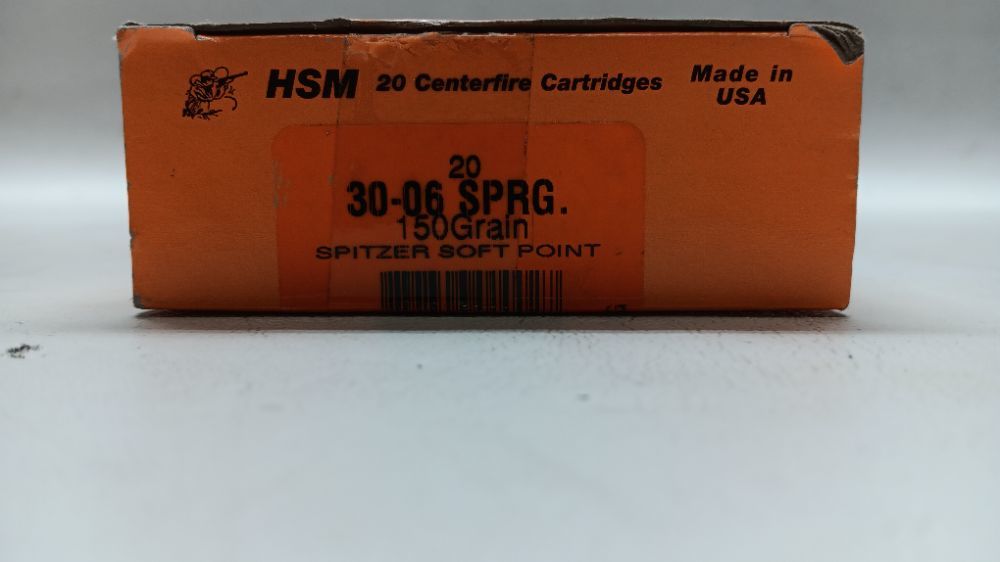 HSM 20 Centerfire Cartridges Made in
USA
20
30-06 SPRG.
150Grain
SPITZER SOFT POINT